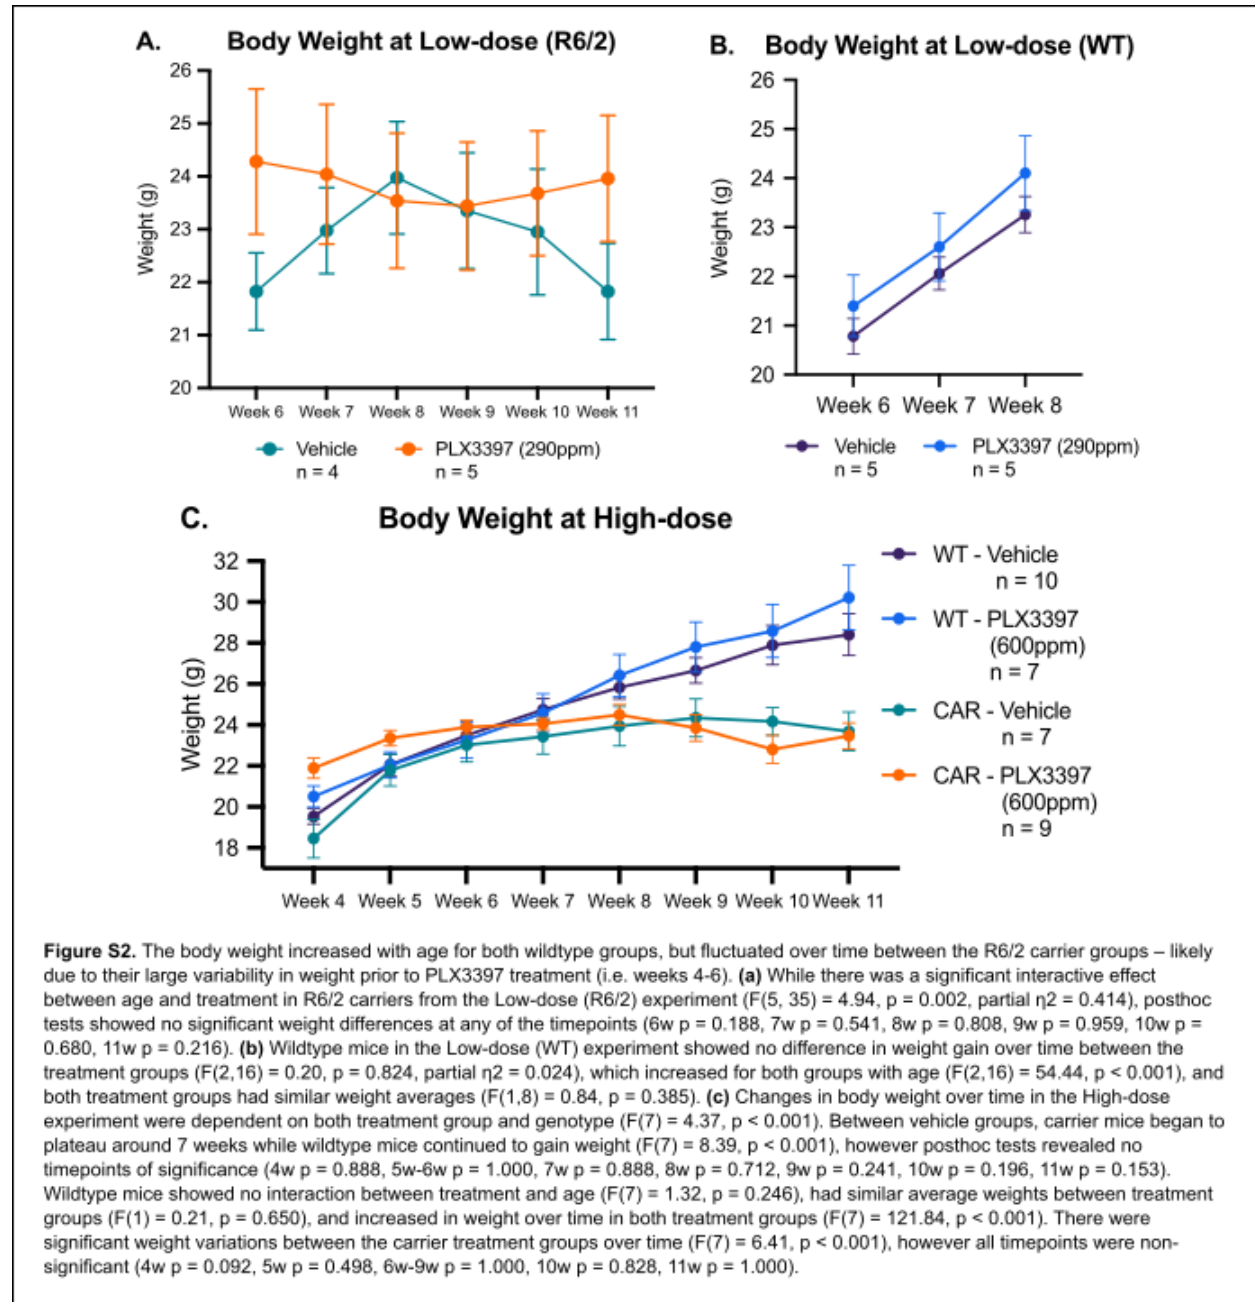 A. Body Weight at Low-dose (R6/2)
26
25
24
23
22
21
20
Weight (g)
Week 6 Week 7 Week 8 Week 9 Week 10 Week 11
Vehicle
n = 4
PLX3397 (290ppm)
n = 5
B. Body Weight at Low-dose (WT)
26
25
24
23
22
21
20
Weight (g)
Week 6 Week 7 Week 8
Vehicle
n = 5
PLX3397 (290ppm)
n = 5
C. Body Weight at High-dose
32
30
28
26
24
22
20
18
Weight (g)
Week 4 Week 5 Week 6 Week 7 Week 8 Week 9 Week 10 Week 11
WT - Vehicle
n = 10
WT - PLX3397
(600ppm)
n = 7
CAR - Vehicle
n = 7
CAR - PLX3397
(600ppm)
n = 9
Figure S2. The body weight increased with age for both wildtype groups, but fluctuated over time between the R6/2 carrier groups – likely
due to their large variability in weight prior to PLX3397 treatment (i.e. weeks 4-6). (a) While there was a significant interactive effect
between age and treatment in R6/2 carriers from the Low-dose (R6/2) experiment (F(5, 35) = 4.94, p = 0.002, partial η2 = 0.414), posthoc
tests showed no significant weight differences at any of the timepoints (6w p = 0.188, 7w p = 0.541, 8w p = 0.808, 9w p = 0.959, 10w p =
0.680, 11w p = 0.216). (b) Wildtype mice in the Low-dose (WT) experiment showed no difference in weight gain over time between the
treatment groups (F(2,16) = 0.20, p = 0.824, partial η2 = 0.024), which increased for both groups with age (F(2,16) = 54.44, p < 0.001), and
both treatment groups had similar weight averages (F(1,8) = 0.84, p = 0.385). (c) Changes in body weight over time in the High-dose
experiment were dependent on both treatment group and genotype (F(7) = 4.37, p < 0.001). Between vehicle groups, carrier mice began to
plateau around 7 weeks while wildtype mice continued to gain weight (F(7) = 8.39, p < 0.001), however posthoc tests revealed no
timepoints of significance (4w p = 0.888, 5w-6w p = 1.000, 7w p = 0.888, 8w p = 0.712, 9w p = 0.241, 10w p = 0.196, 11w p = 0.153).
Wildtype mice showed no interaction between treatment and age (F(7) = 1.32, p = 0.246), had similar average weights between treatment
groups (F(1) = 0.21, p = 0.650), and increased in weight over time in both treatment groups (F(7) = 121.84, p < 0.001). There were
significant weight variations between the carrier treatment groups over time (F(7) = 6.41, p < 0.001), however all timepoints were non-
significant (4w p = 0.092, 5w p = 0.498, 6w-9w p = 1.000, 10w p = 0.828, 11w p = 1.000).